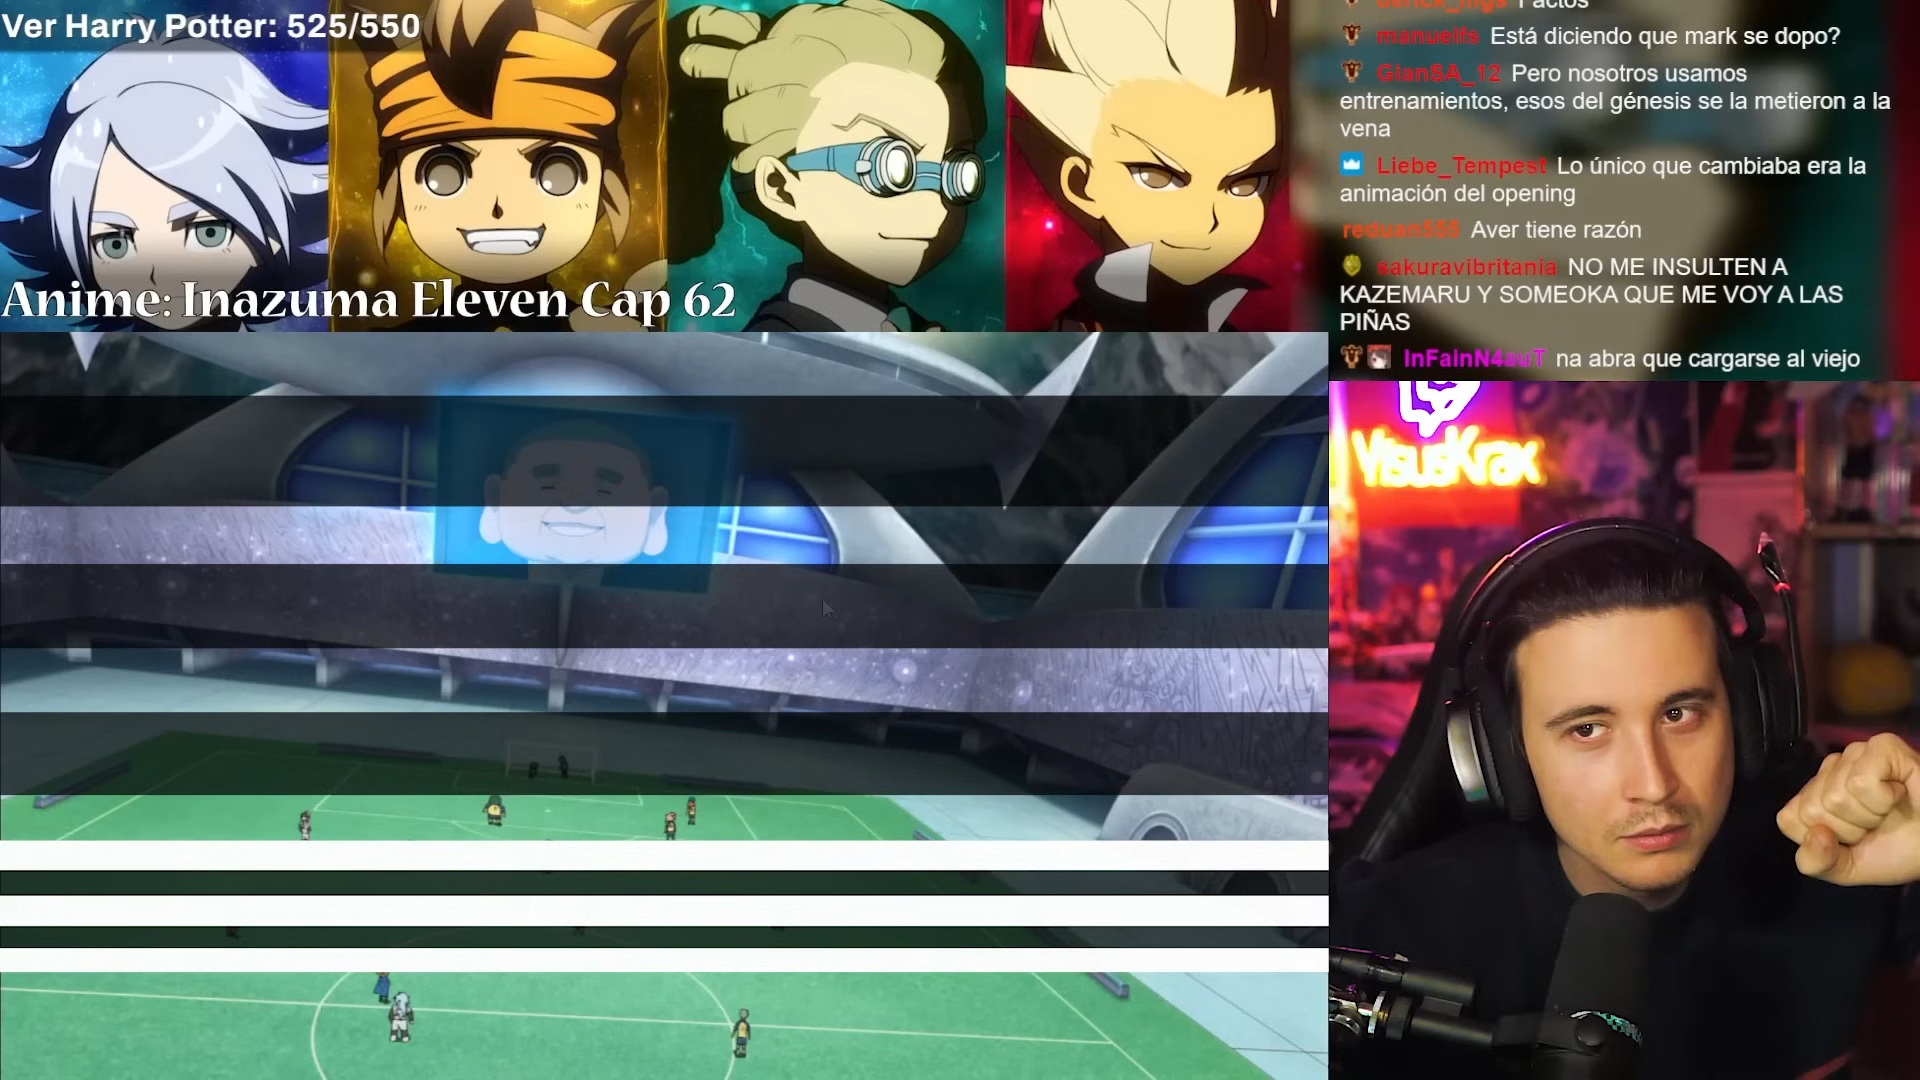 Ver Harry Potter: 525/550
Anime: Inazuma Eleven Cap 62
derick_mgs Factos
manuelfs Está diciendo que mark se dopo?
GianSA_12 Pero nosotros usamos
entrenamientos, esos del génesis se la metieron a la
vena
Liebe_Tempest Lo único que cambiaba era la
animación del opening
reduan555 Aver tiene razón
sakuravibritania NO ME INSULTEN A
KAZEMARU Y SOMEOKA QUE ME VOY A LAS
PIÑAS
InFaInN4auT na abra que cargarse al viejo
VisusKrax